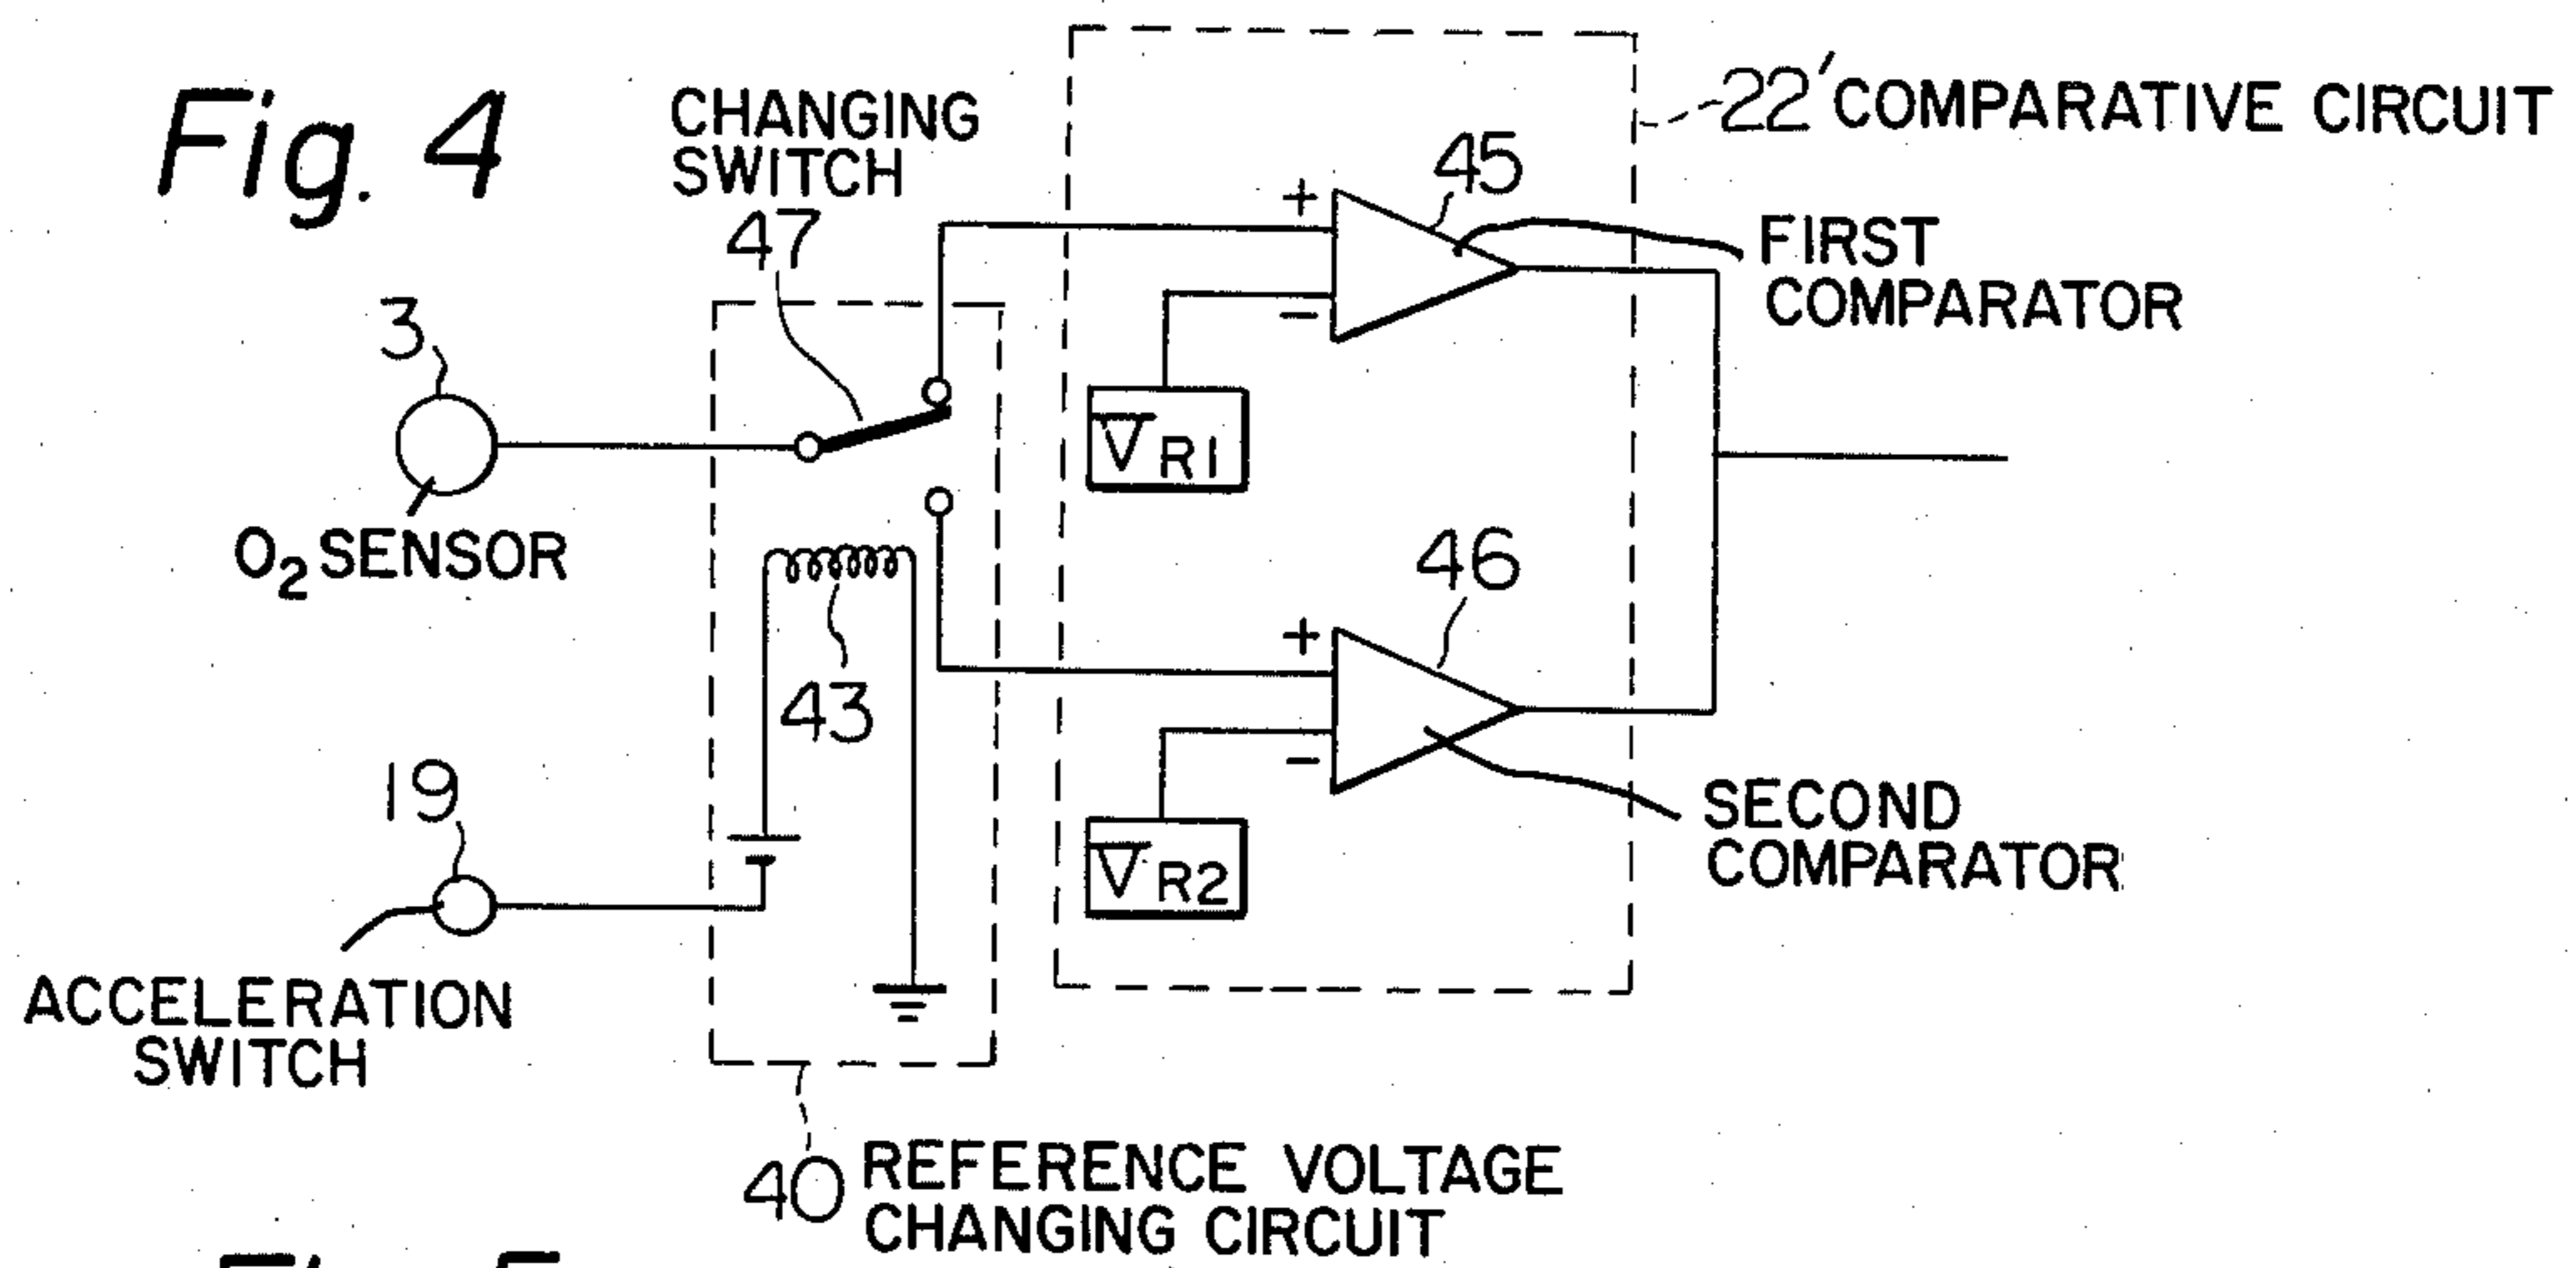 Fig. 4
CHANGING
SWITCH
47
22' COMPARATIVE CIRCUIT
+
45
FIRST
COMPARATOR
−
3
O2 SENSOR
VR1
43
+
46
−
SECOND
COMPARATOR
VR2
19
ACCELERATION
SWITCH
40 REFERENCE VOLTAGE
CHANGING CIRCUIT